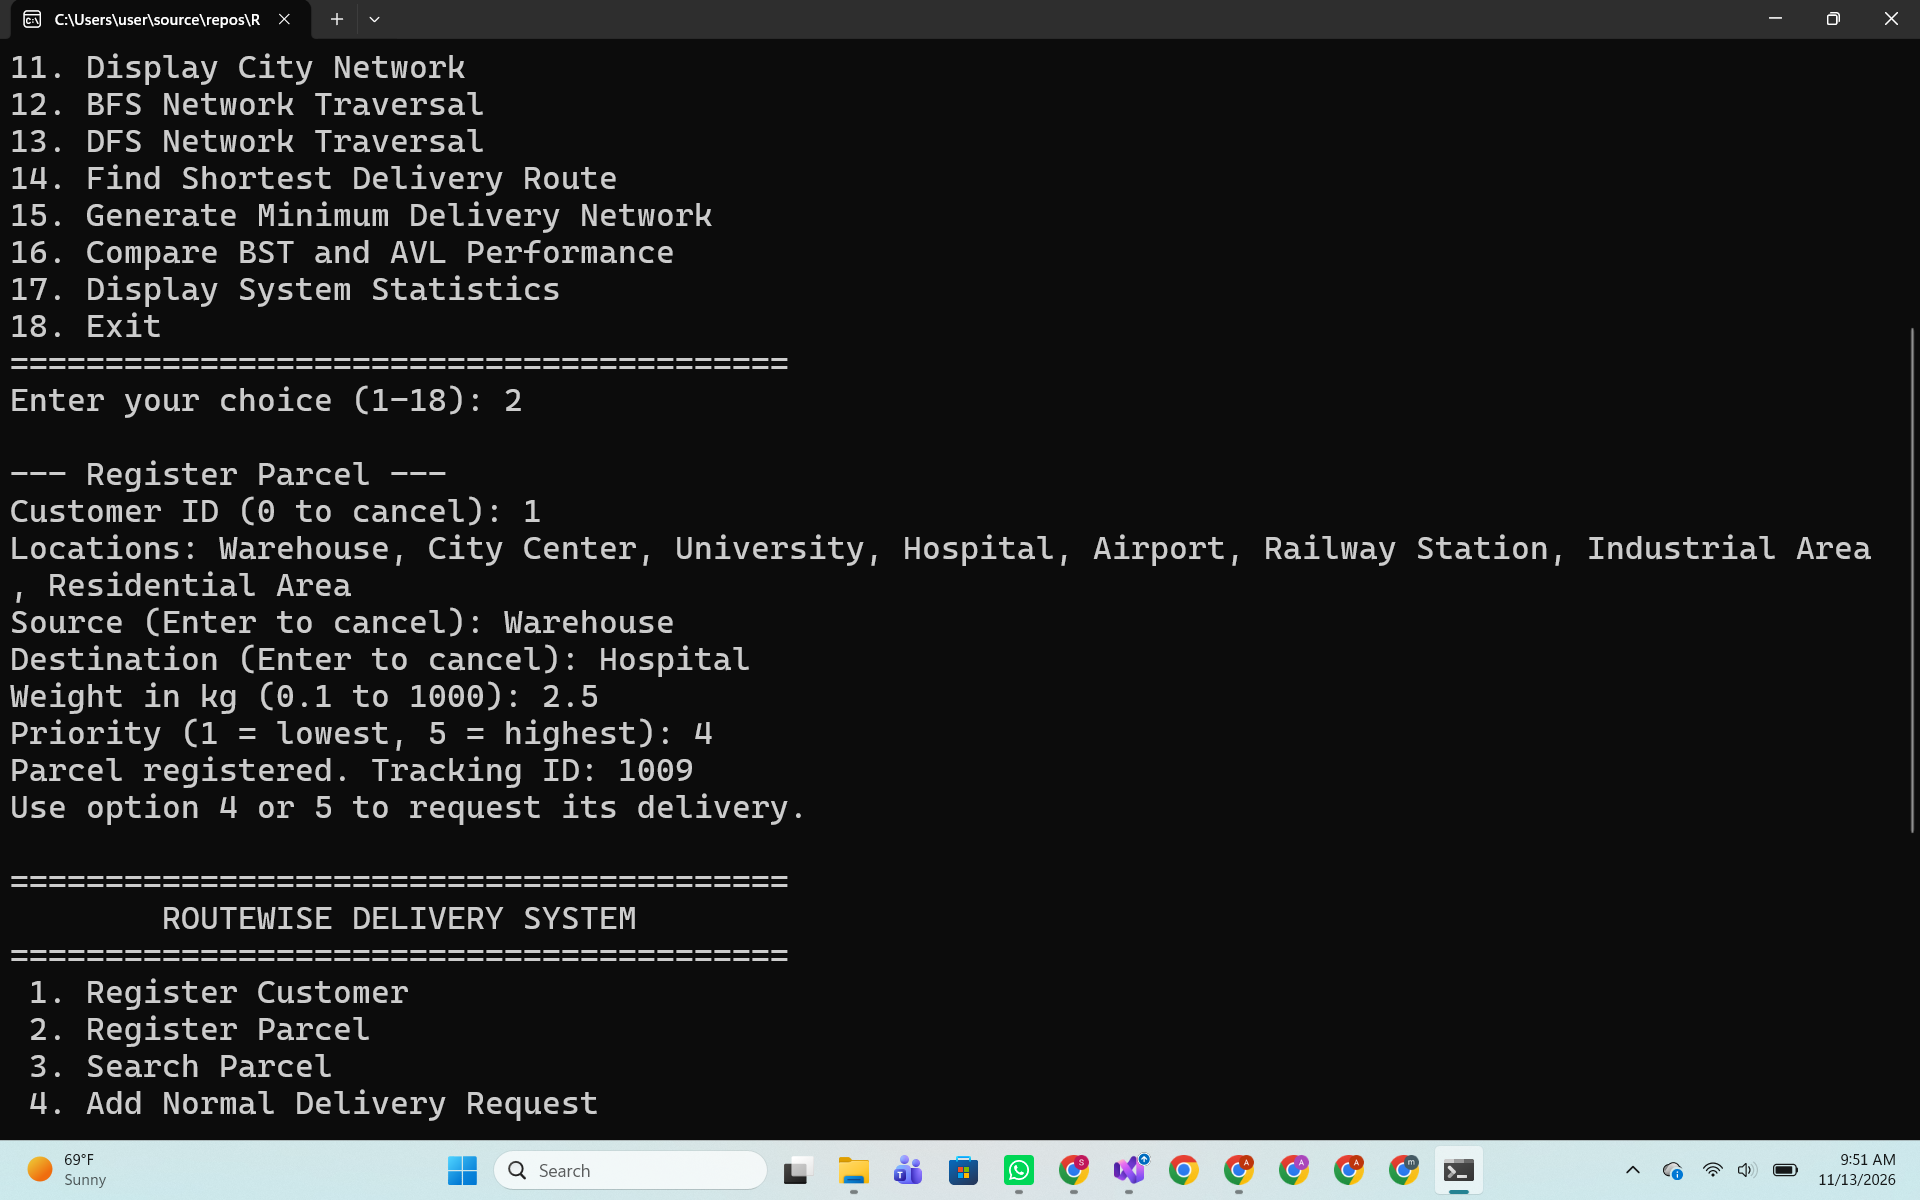 C:\Users\user\source\repos\R
11. Display City Network
12. BFS Network Traversal
13. DFS Network Traversal
14. Find Shortest Delivery Route
15. Generate Minimum Delivery Network
16. Compare BST and AVL Performance
17. Display System Statistics
18. Exit
=========================================
Enter your choice (1-18): 2
--- Register Parcel ---
Customer ID (0 to cancel): 1
Locations: Warehouse, City Center, University, Hospital, Airport, Railway Station, Industrial Area
, Residential Area
Source (Enter to cancel): Warehouse
Destination (Enter to cancel): Hospital
Weight in kg (0.1 to 1000): 2.5
Priority (1 = lowest, 5 = highest): 4
Parcel registered. Tracking ID: 1009
Use option 4 or 5 to request its delivery.
=========================================
ROUTEWISE DELIVERY SYSTEM
=========================================
1. Register Customer
2. Register Parcel
3. Search Parcel
4. Add Normal Delivery Request
69°F
Sunny
Search
9:51 AM
11/13/2026